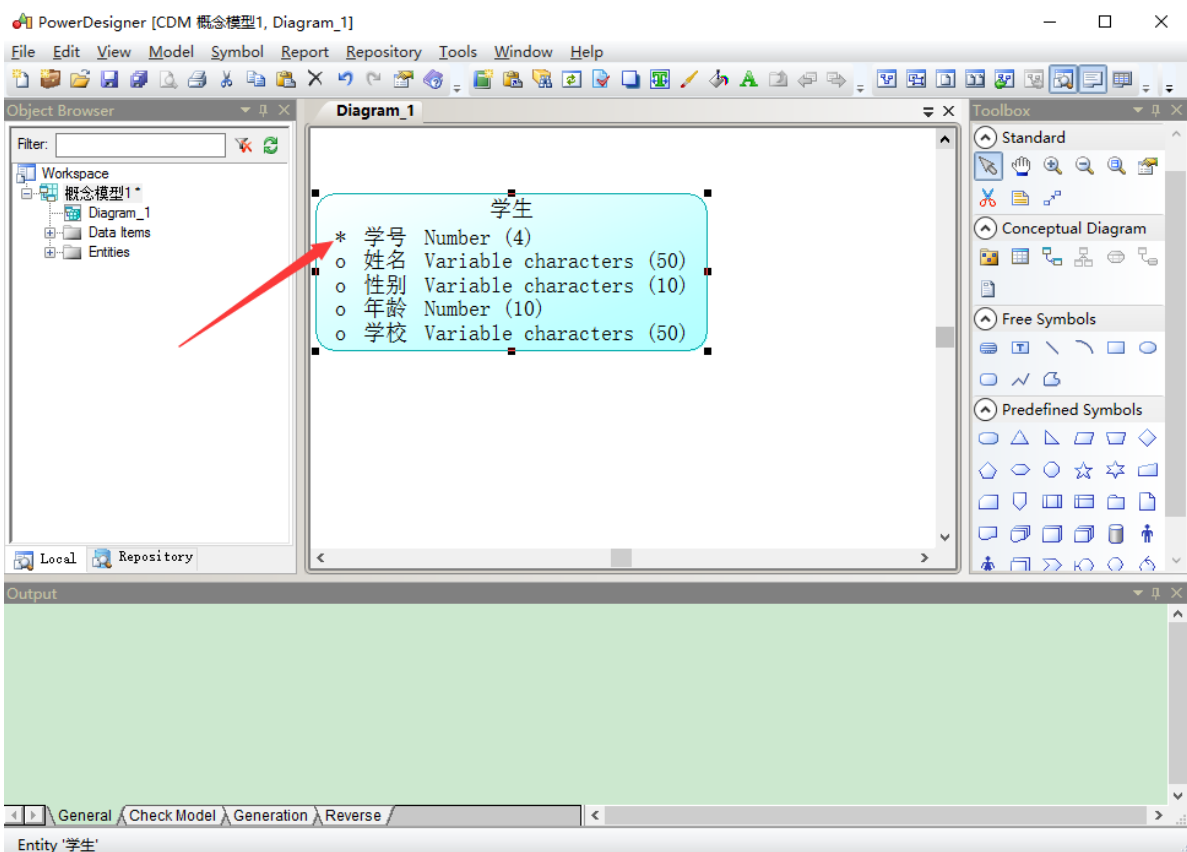 PowerDesigner [CDM 概念模型1, Diagram_1]
File Edit View Model Symbol Report Repository Tools Window Help
Object Browser
Diagram_1
Toolbox
Filter:
Workspace
概念模型1 *
Diagram_1
Data Items
Entities
Local Repository
学生
* 学号 Number (4)
o 姓名 Variable characters (50)
o 性别 Variable characters (10)
o 年龄 Number (10)
o 学校 Variable characters (50)
Standard
Conceptual Diagram
Free Symbols
Predefined Symbols
Output
General Check Model Generation Reverse
Entity '学生'